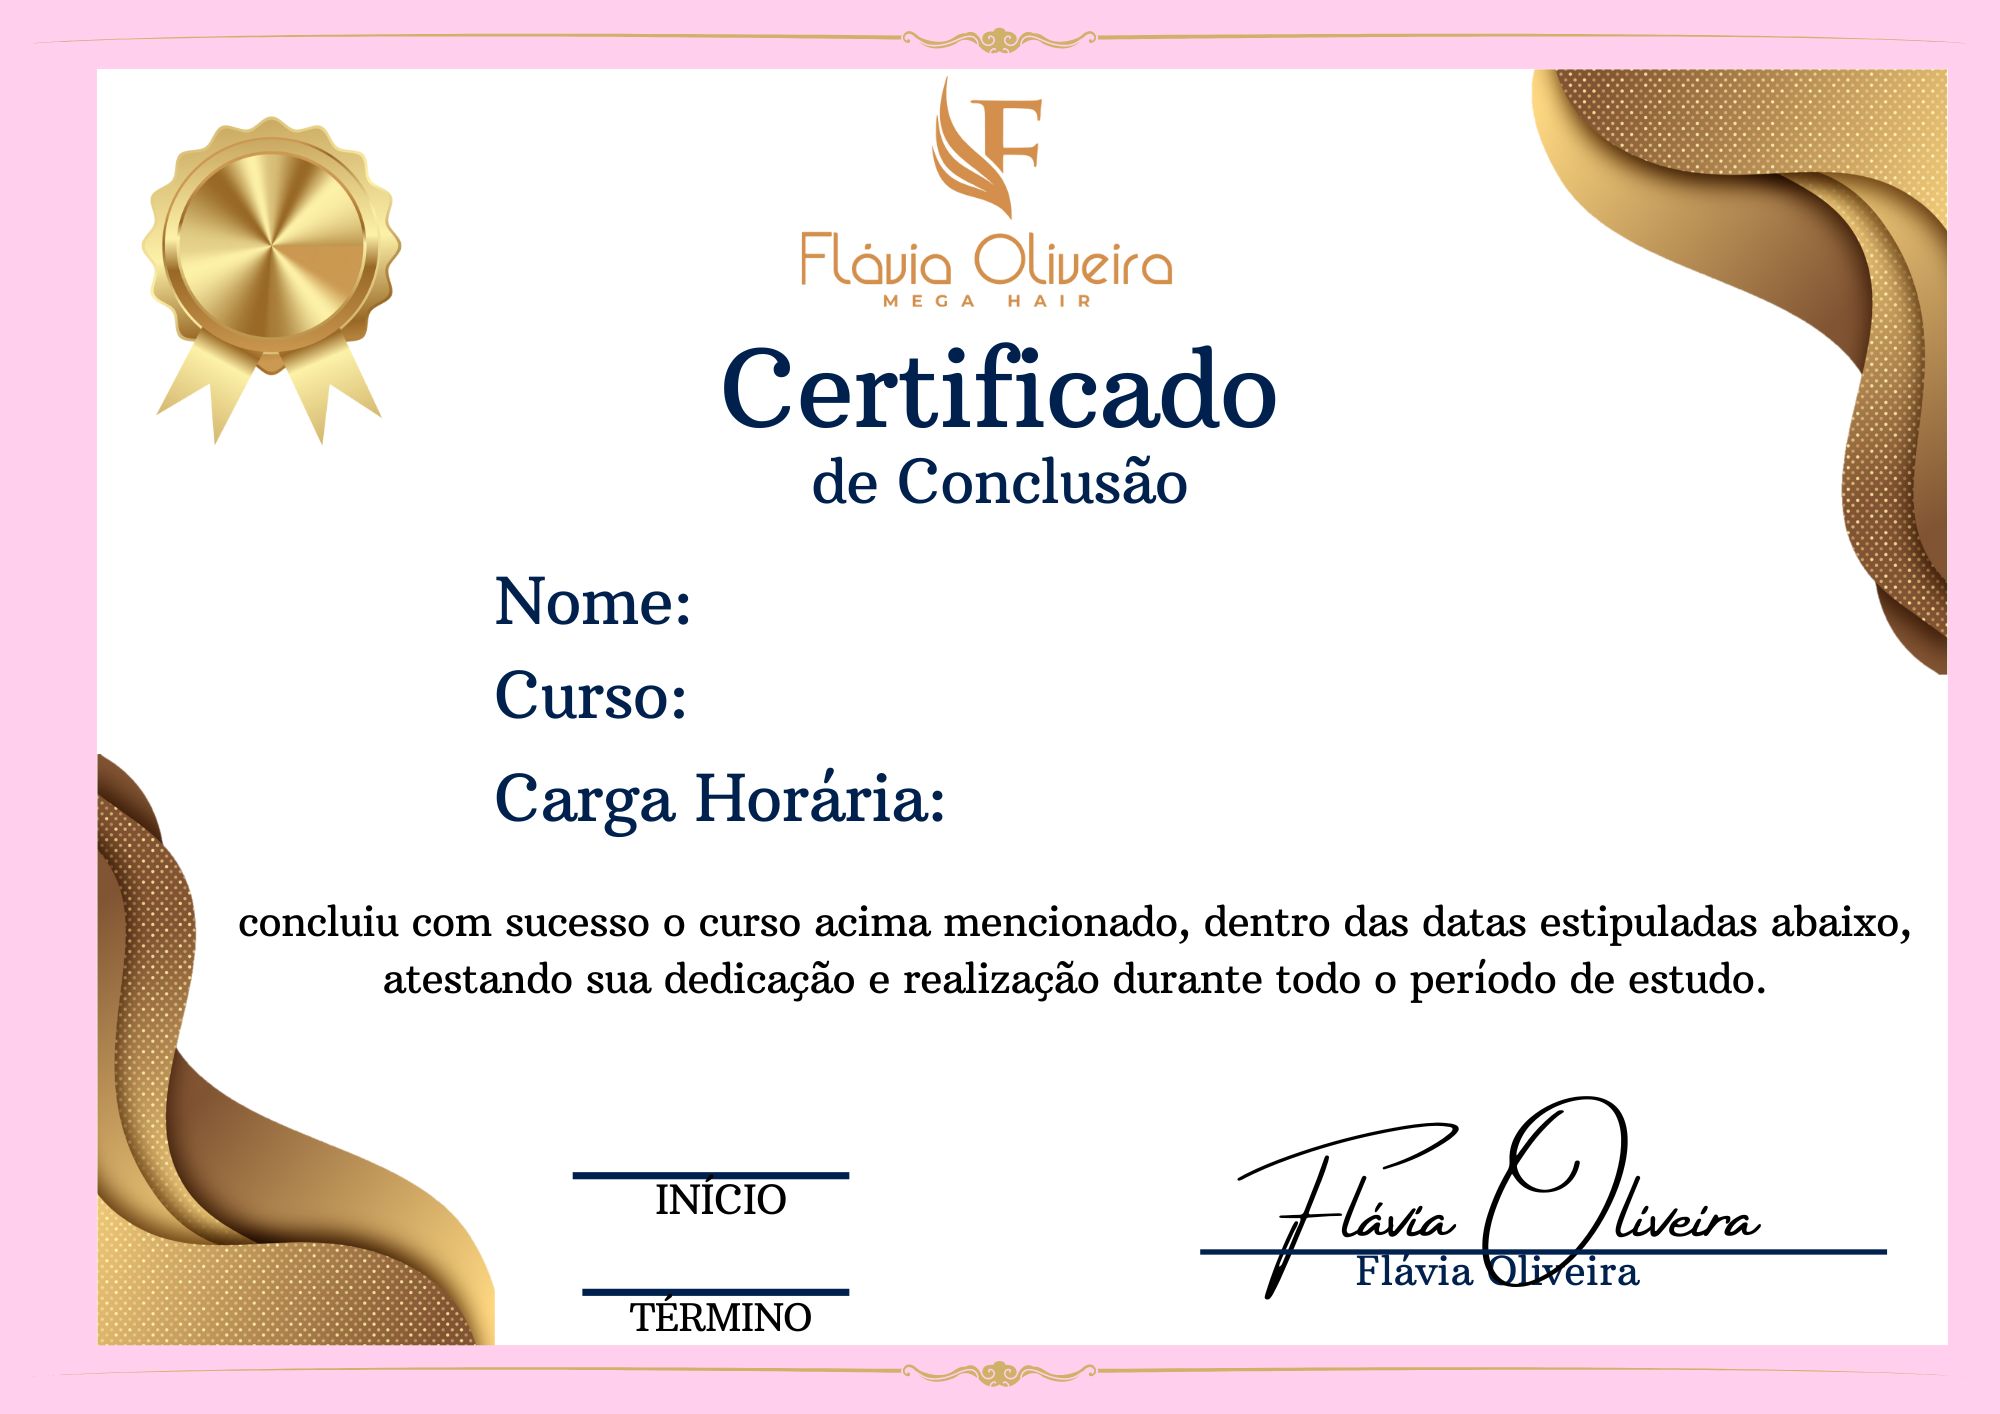 F
Flávia Oliveira
MEGA HAIR
Certificado
de Conclusão
Nome:
Curso:
Carga Horária:
concluiu com sucesso o curso acima mencionado, dentro das datas estipuladas abaixo,
atestando sua dedicação e realização durante todo o período de estudo.
INÍCIO
TÉRMINO
Flávia Oliveira
Flávia Oliveira